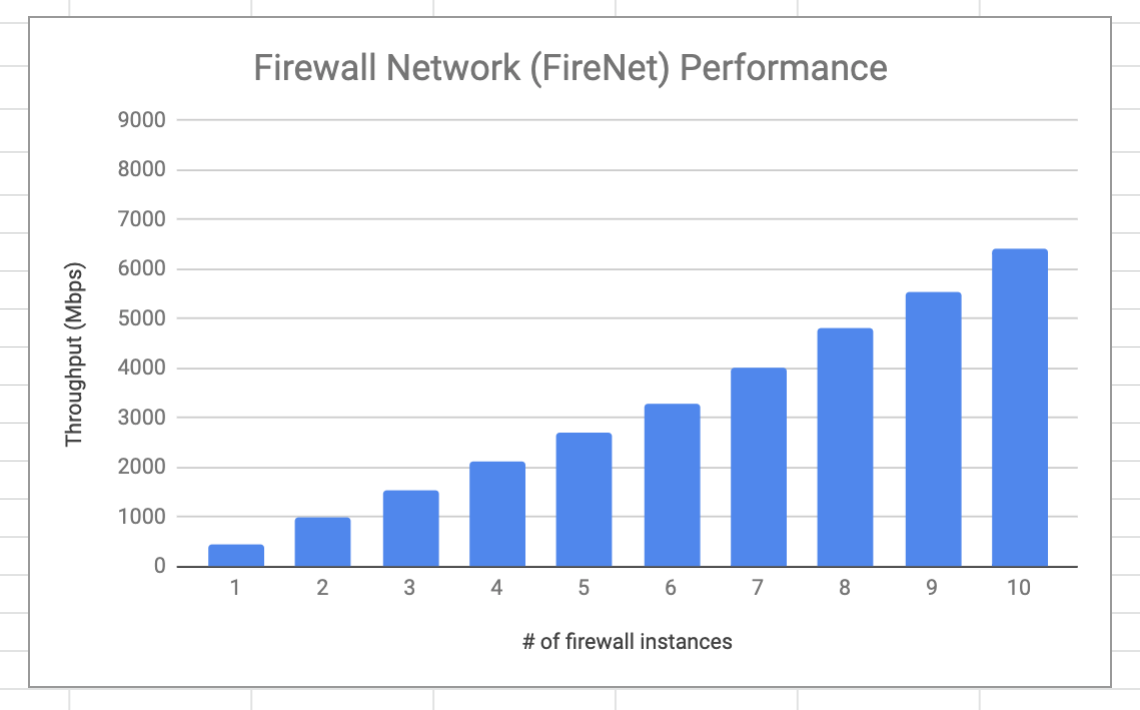 Firewall Network (FireNet) Performance
9000
8000
7000
6000
5000
4000
3000
2000
1000
0
Throughput (Mbps)
1 2 3 4 5 6 7 8 9 10
# of firewall instances